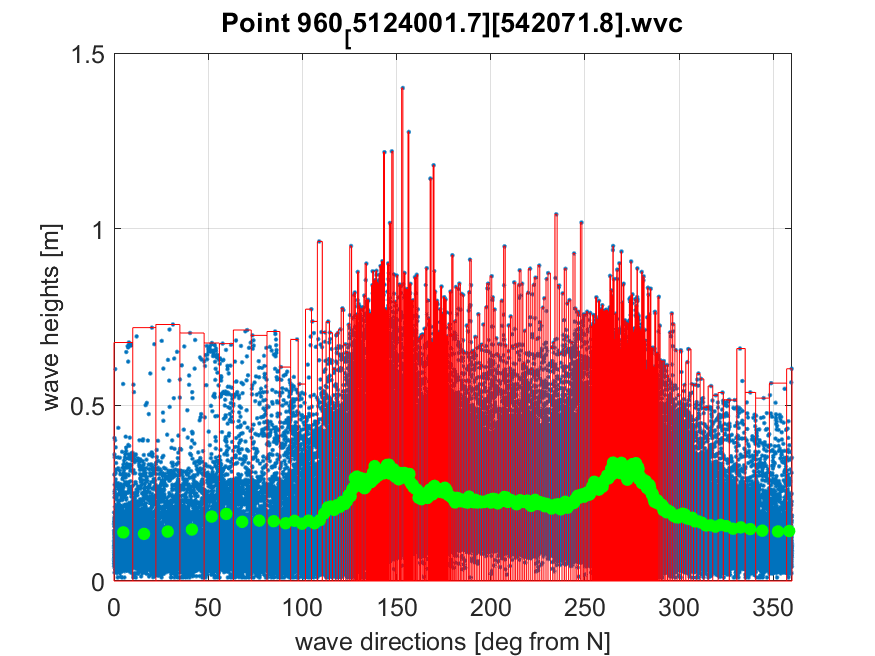 Point 960[5124001.7][542071.8].wvc
1.5
1
0.5
0
wave heights [m]
0 50 100 150 200 250 300 350
wave directions [deg from N]